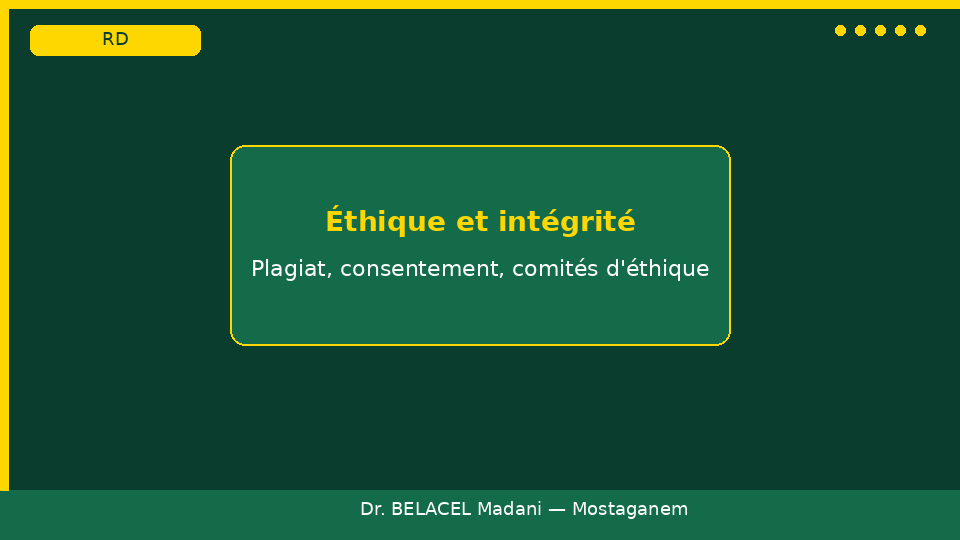 RD
Éthique et intégrité
Plagiat, consentement, comités d'éthique
Dr. BELACEL Madani — Mostaganem